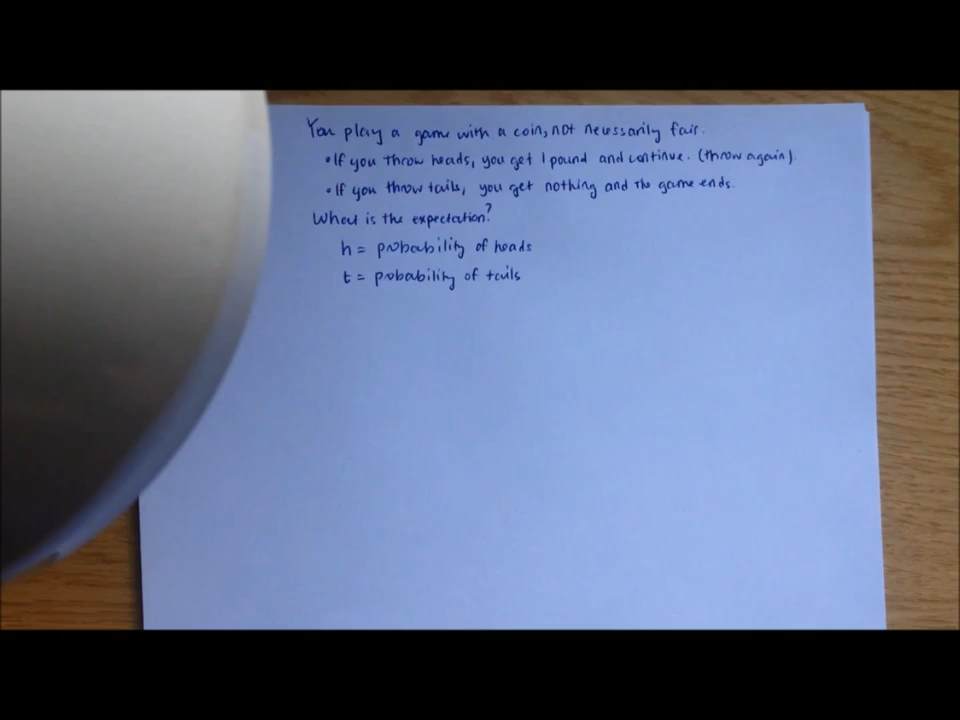 You play a game with a coin, not necessarily fair.
•If you throw heads, you get 1 pound and continue. (throw again).
•If you throw tails, you get nothing and the game ends.
What is the expectation?
h = probability of heads
t = probability of tails